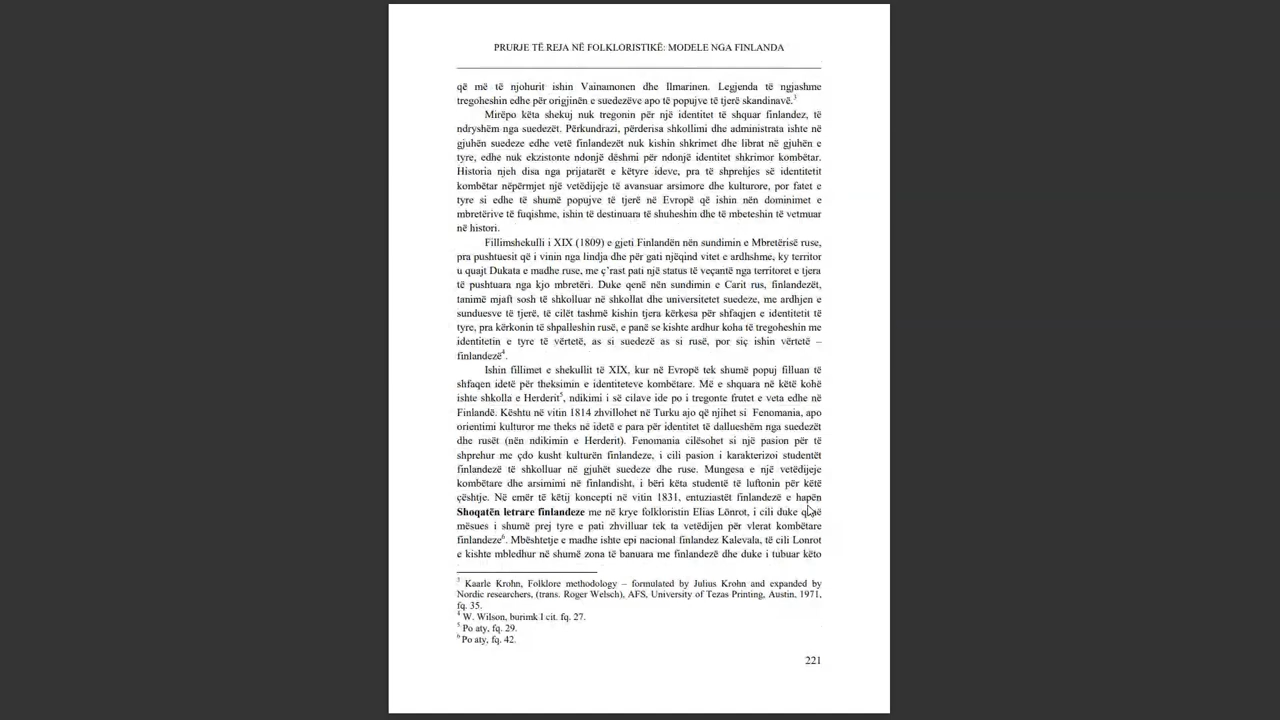 PRURJE TË REJA NË FOLKLORISTIKË: MODELE NGA FINLANDA
që më të njohurit ishin Vainamonen dhe Ilmarinen. Legjenda të ngjashme
tregoheshin edhe për origjinën e suedezëve apo të popujve të tjerë skandinavë.3
Mirëpo këta shekuj nuk tregonin për një identitet të shquar finlandez, të
ndryshëm nga suedezët. Përkundrazi, përderisa shkollimi dhe administrata ishte në
gjuhën suedeze edhe vetë finlandezët nuk kishin shkrimet dhe librat në gjuhën e
tyre, edhe nuk ekzistonte ndonjë dëshmi për ndonjë identitet shkrimor kombëtar.
Historia njeh disa nga prijatarët e këtyre ideve, pra të shprehjes së identitetit
kombëtar nëpërmjet një vetëdijeje të avansuar arsimore dhe kulturore, por fatet e
tyre si edhe të shumë popujve të tjerë në Evropë që ishin nën dominimet e
mbretërive të fuqishme, ishin të destinuara të shuheshin dhe të mbeteshin të vetmuar
në histori.
Fillimshekulli i XIX (1809) e gjeti Finlandën nën sundimin e Mbretërisë ruse,
pra pushtuesit që i vinin nga lindja dhe për gati njëqind vitet e ardhshme, ky territor
u quajt Dukata e madhe ruse, me ç’rast pati një status të veçantë nga territoret e tjera
të pushtuara nga kjo mbretëri. Duke qenë nën sundimin e Carit rus, finlandezët,
tanimë mjaft sosh të shkolluar në shkollat dhe universitetet suedeze, me ardhjen e
sunduesve të tjerë, të cilët tashmë kishin tjera kërkesa për shfaqjen e identitetit të
tyre, pra kërkonin të shpalleshin rusë, e panë se kishte ardhur koha të tregoheshin me
identitetin e tyre të vërtetë, as si suedezë as si rusë, por siç ishin vërtetë –
finlandezë4.
Ishin fillimet e shekullit të XIX, kur në Evropë tek shumë popuj filluan të
shfaqen idetë për theksimin e identiteteve kombëtare. Më e shquara në këtë kohë
ishte shkolla e Herderit5, ndikimi i së cilave ide po i tregonte frutet e veta edhe në
Finlandë. Kështu në vitin 1814 zhvillohet në Turku ajo që njihet si Fenomania, apo
orientimi kulturor me theks në idetë e para për identitet të dallueshëm nga suedezët
dhe rusët (nën ndikimin e Herderit). Fenomania cilësohet si një pasion për të
shprehur me çdo kusht kulturën finlandeze, i cili pasion i karakterizoi studentët
finlandezë të shkolluar në gjuhët suedeze dhe ruse. Mungesa e një vetëdijeje
kombëtare dhe arsimimi në finlandisht, i bëri këta studentë të luftonin për këtë
çështje. Në emër të këtij koncepti në vitin 1831, entuziastët finlandezë e hapën
Shoqatën letrare finlandeze me në krye folkloristin Elias Lönrot, i cili duke qenë
mësues i shumë prej tyre e pati zhvilluar tek ta vetëdijen për vlerat kombëtare
finlandeze6. Mbështetje e madhe ishte epi nacional finlandez Kalevala, të cili Lonrot
e kishte mbledhur në shumë zona të banuara me finlandezë dhe duke i tubuar këto
3 Kaarle Krohn, Folklore methodology – formulated by Julius Krohn and expanded by
Nordic researchers, (trans. Roger Welsch), AFS, University of Tezas Printing, Austin, 1971,
fq. 35.
4 W. Wilson, burimk I cit. fq. 27.
5 Po aty, fq. 29.
6 Po aty, fq. 42.
221